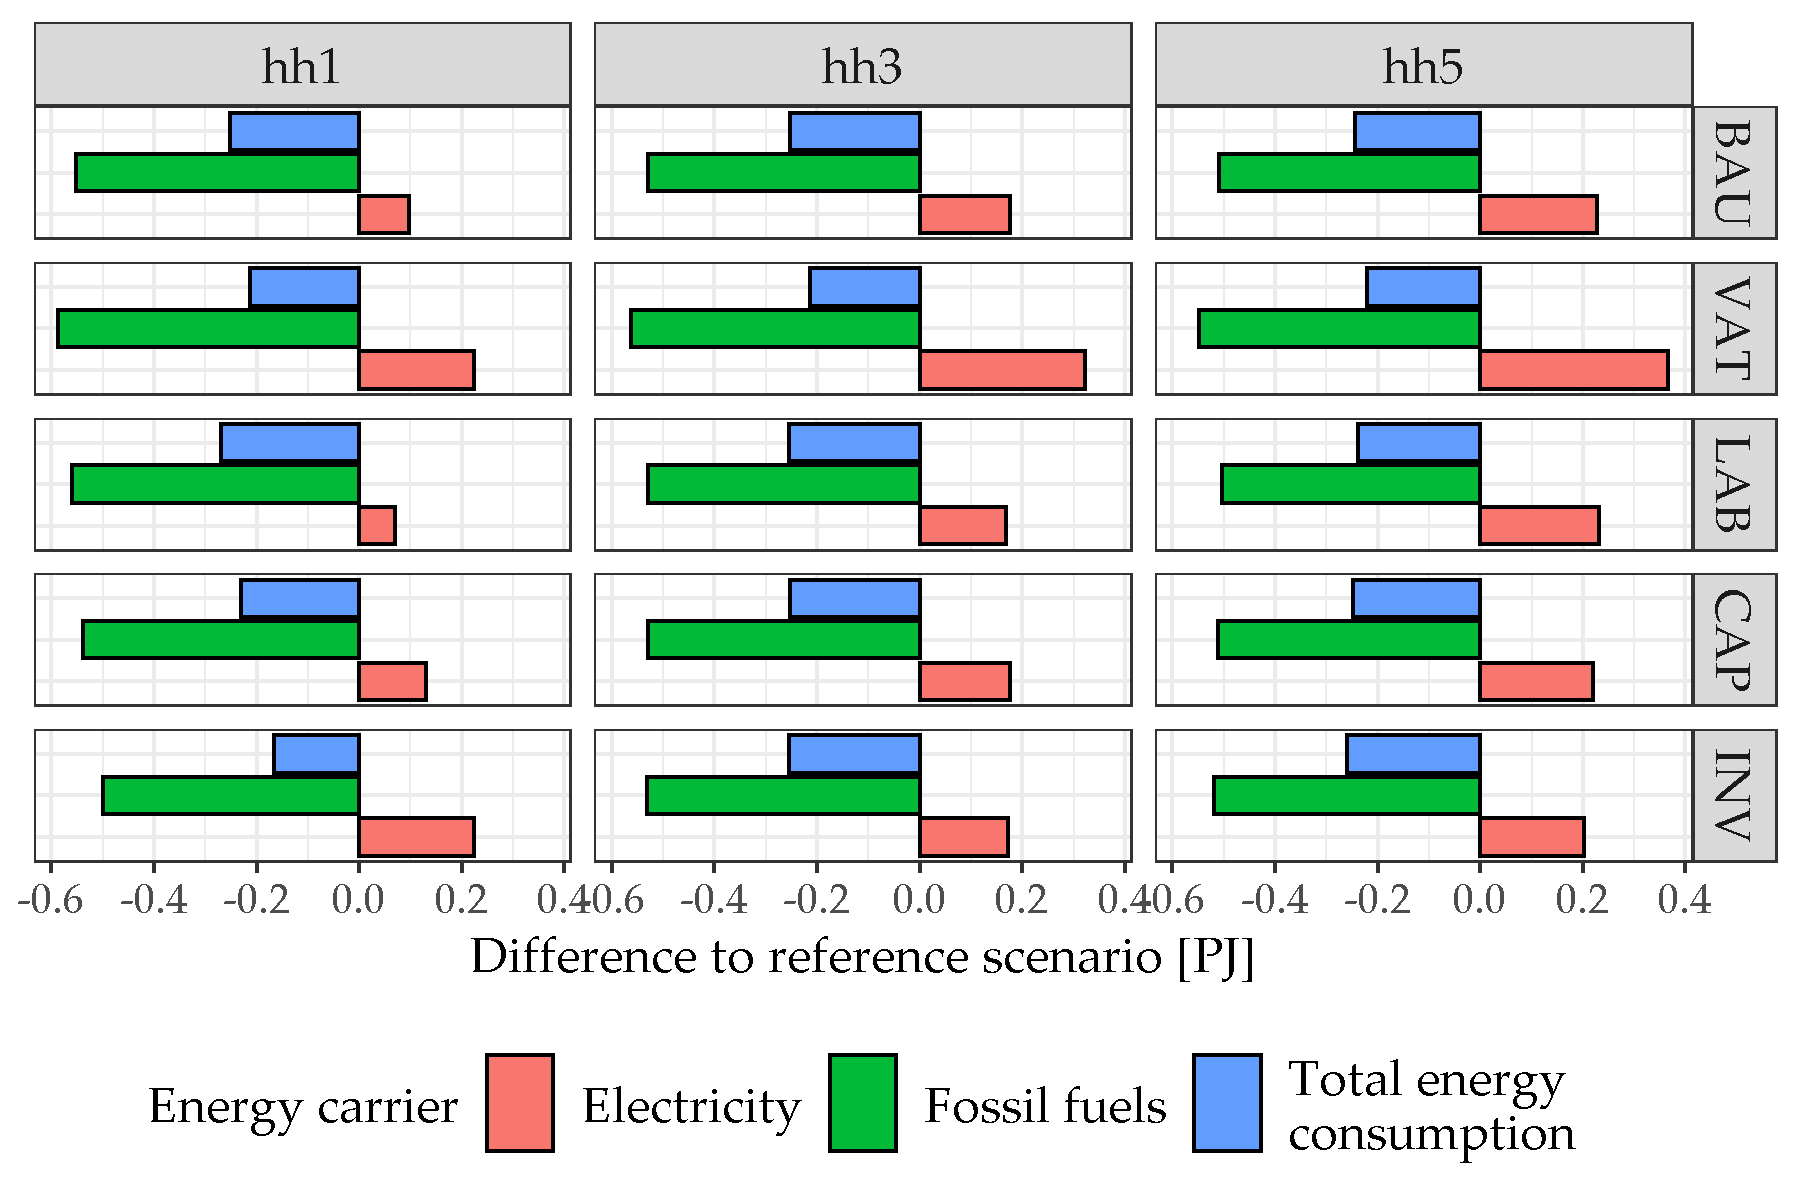 hh1 hh3 hh5
BAU
VAT
LAB
CAP
INV
-0.6 -0.4 -0.2 0.0 0.2 0.4 -0.6 -0.4 -0.2 0.0 0.2 0.4 -0.6 -0.4 -0.2 0.0 0.2 0.4
Difference to reference scenario [PJ]
Energy carrier Electricity Fossil fuels Total energy
consumption